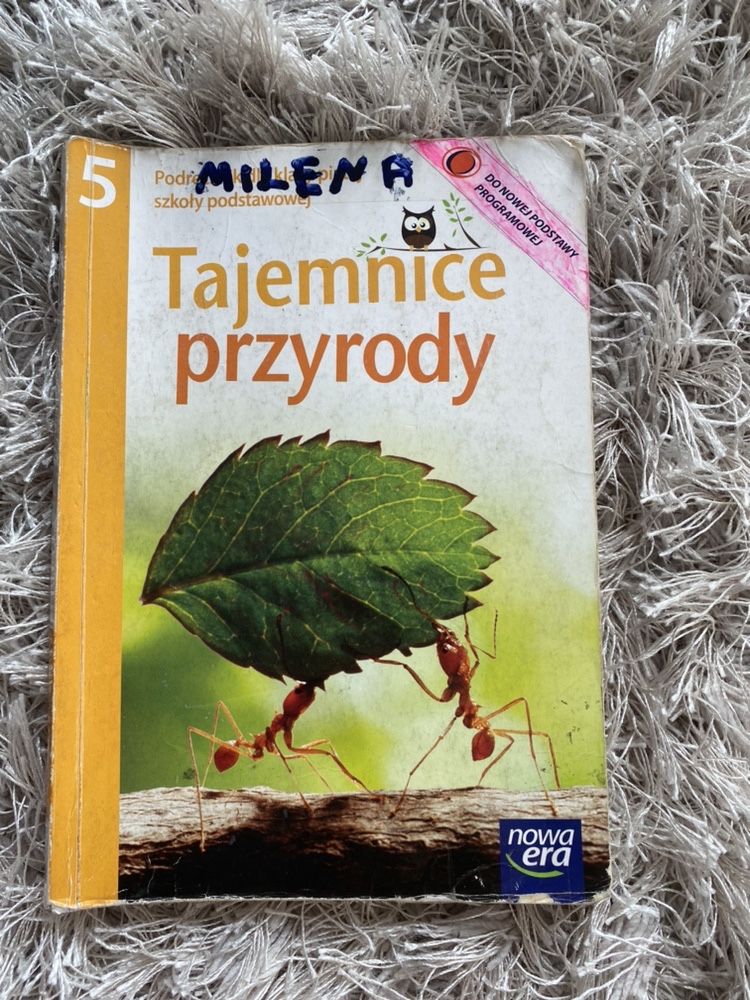 5
MILENA
szkoły podstawowej
DO NOWEJ PODSTAWY
PROGRAMOWEJ
Tajemnice
przyrody
nowa
era